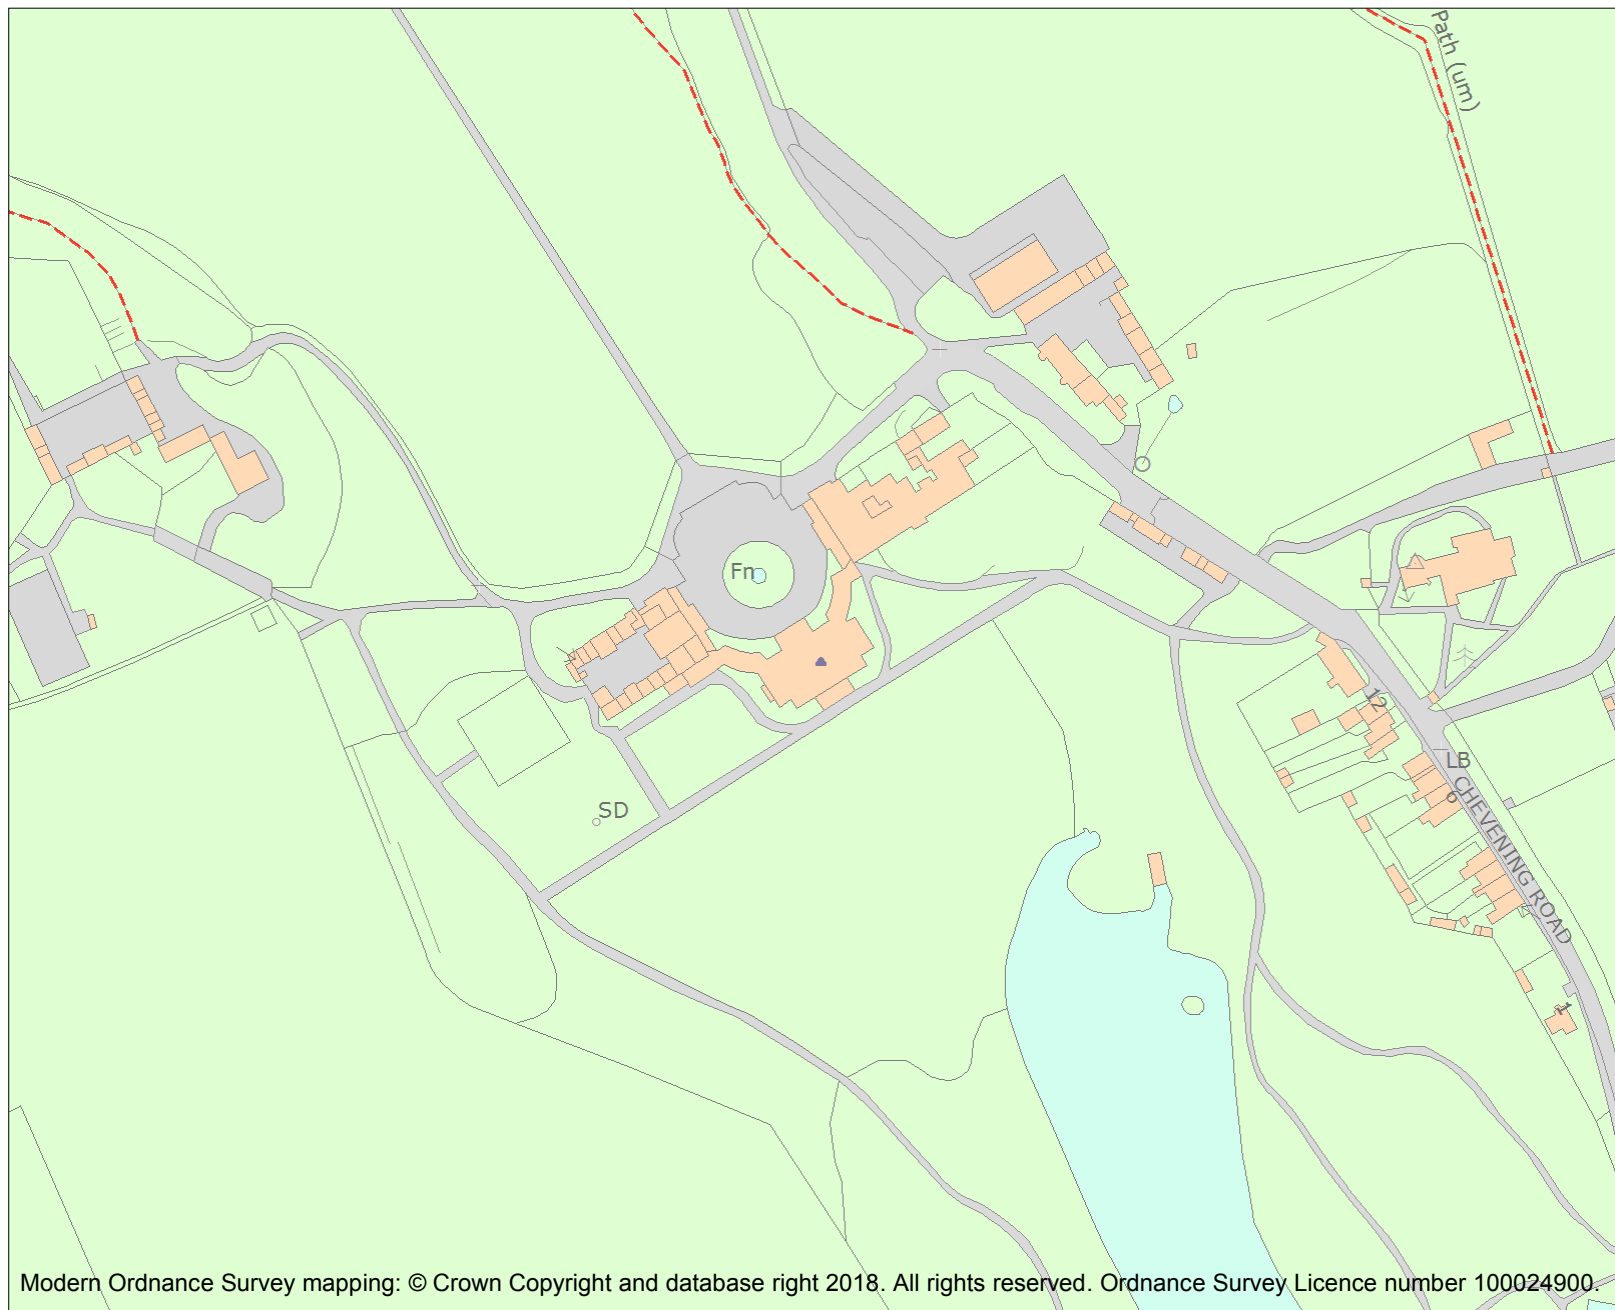 Path (um)
Fn
12
LB
6
CHEVENING ROAD
SD
1
Modern Ordnance Survey mapping: © Crown Copyright and database right 2018. All rights reserved. Ordnance Survey Licence number 100024900.